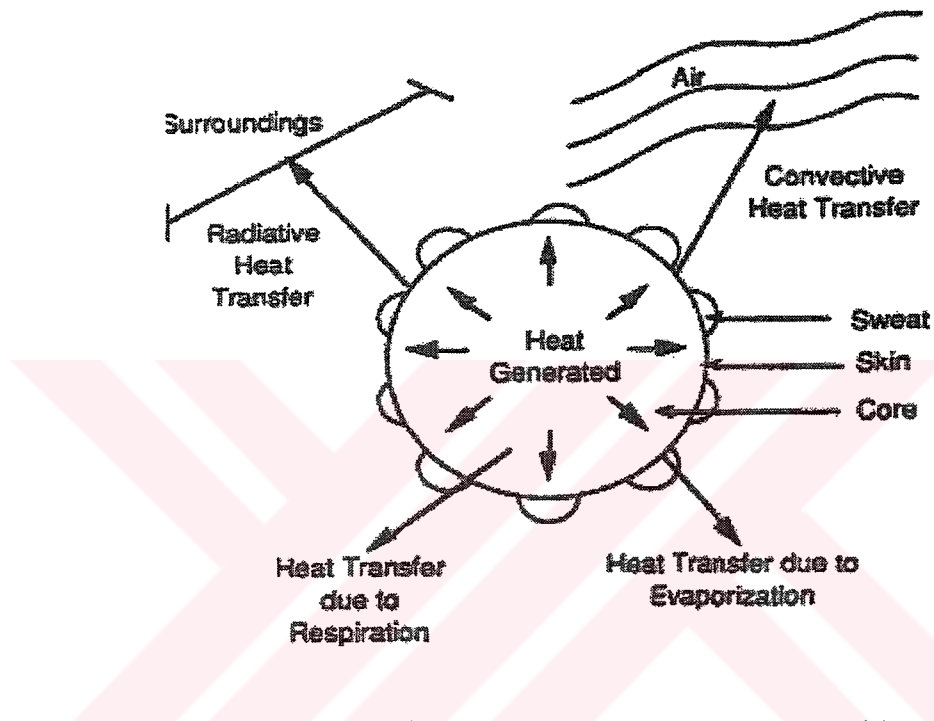 Air
Surroundings
Convective
Heat Transfer
Radiative
Heat
Transfer
Sweat
Heat
Generated
Skin
Core
Heat Transfer
due to
Respiration
Heat Transfer due to
Evaporization